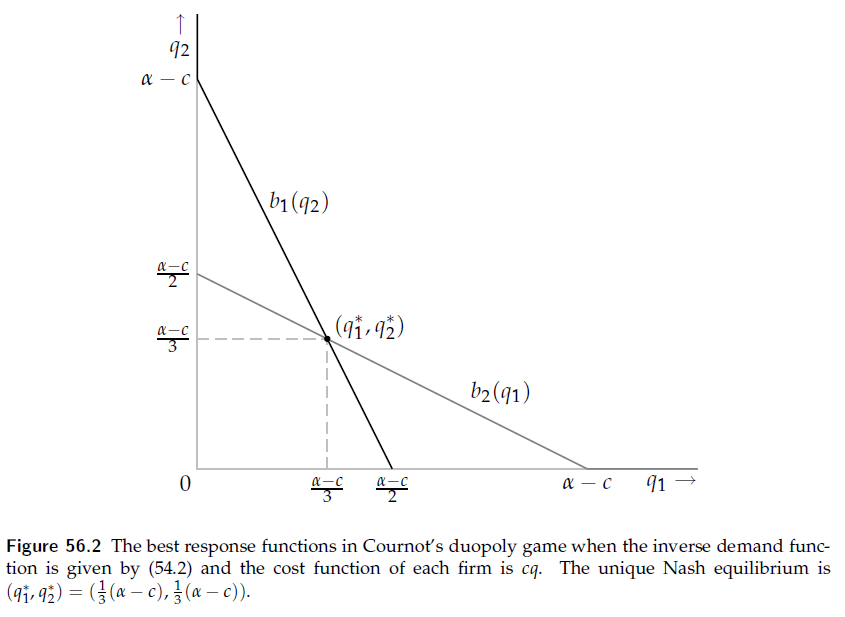 ↑
q2
α − c
b1(q2)
α−c
2
(q1*, q2*)
α−c
3
b2(q1)
0
α−c
3
α−c
2
α − c
q1 →
Figure 56.2 The best response functions in Cournot's duopoly game when the inverse demand func-
tion is given by (54.2) and the cost function of each firm is cq. The unique Nash equilibrium is
(q1*, q2*) = (1/3(α − c), 1/3(α − c)).